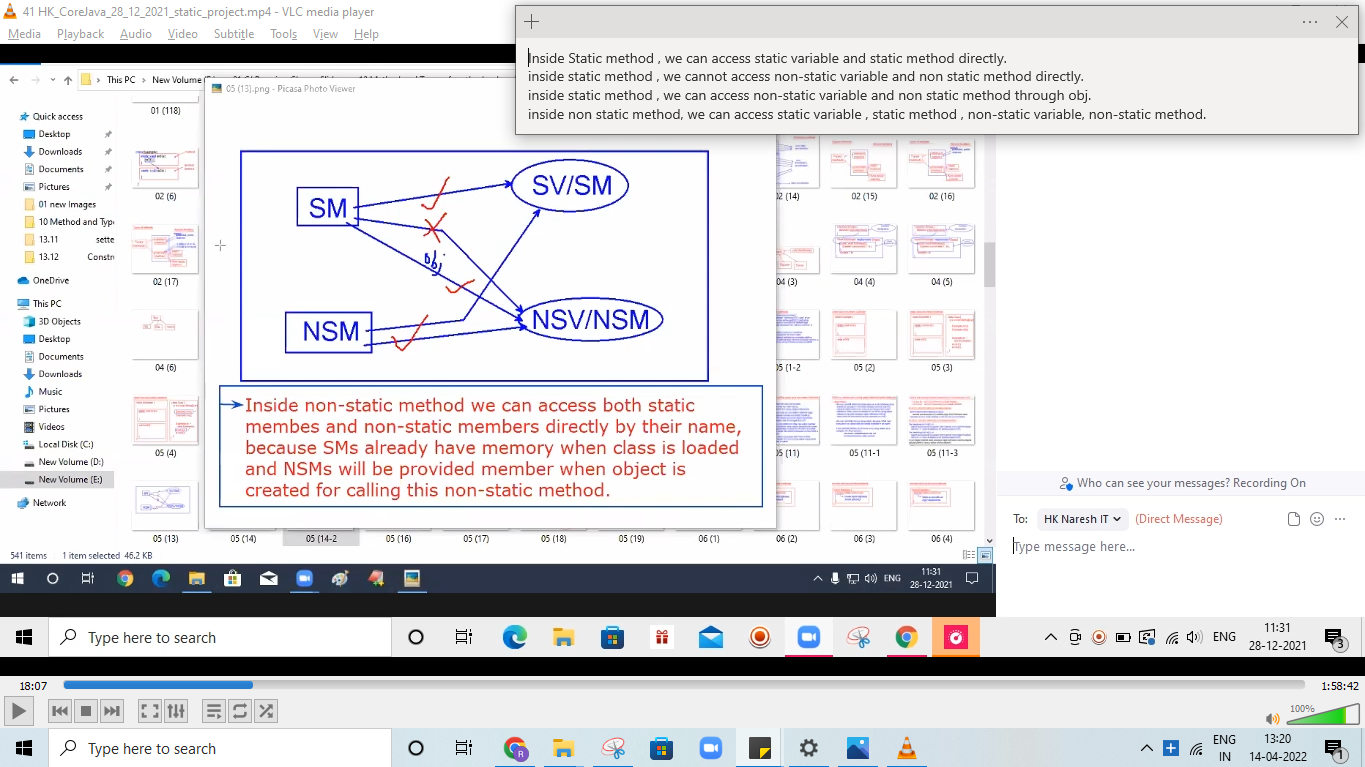 41 HK_CoreJava_28_12_2021_static_project.mp4 - VLC media player
Media Playback Audio Video Subtitle Tools View Help
Inside Static method , we can access static variable and static method directly.
inside static method , we cannot access non-static variable and non static method directly.
inside static method , we can access non-static variable and non static method through obj.
inside non static method, we can access static variable , static method , non-static variable, non-static method.
This PC
New Volume
05 (13).png - Picasa Photo Viewer
Quick access
Desktop
Downloads
Documents
Pictures
01 new Images
10 Method and Type
13.11 sette
13.12 Constr
OneDrive
This PC
3D Objects
Desktop
Documents
Downloads
Music
Pictures
Videos
Local Disk (C:)
New Volume (D:)
New Volume (E:)
Network
01 (118)
02 (6)
02 (17)
04 (6)
05 (4)
SM
SV/SM
obj
NSM
NSV/NSM
Inside non-static method we can access both static
membes and non-static members directly by their name,
because SMs already have memory when class is loaded
and NSMs will be provided member when object is
created for calling this non-static method.
02 (14) 02 (15) 02 (16)
04 (3) 04 (4) 04 (5)
05 (1-2 05 (2) 05 (3)
05 (11) 05 (11-1 05 (11-3
05 (13) 05 (14) 05 (14-2 05 (16) 05 (17) 05 (18) 05 (19) 06 (1) 06 (2) 06 (3) 06 (4)
541 items 1 item selected 46.2 KB
ENG
11:31
28-12-2021
Who can see your messages? Recording On
To: HK Naresh IT (Direct Message)
Type message here...
Type here to search
ENG
11:31
28-12-2021
3
18:07
1:58:42
100%
Type here to search
R
ENG
IN
13:20
14-04-2022
1